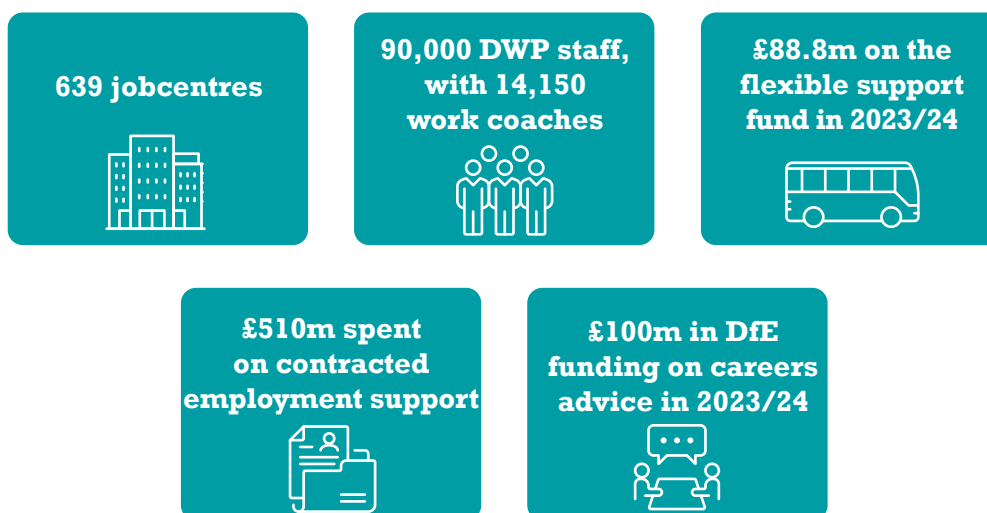 639 jobcentres
90,000 DWP staff,
with 14,150
work coaches
£88.8m on the
flexible support
fund in 2023/24
£510m spent
on contracted
employment support
£100m in DfE
funding on careers
advice in 2023/24